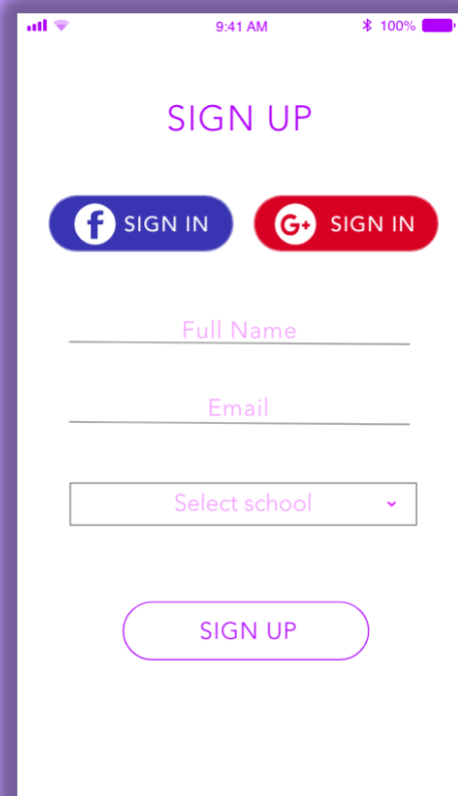 9:41 AM 100%
SIGN UP
f SIGN IN G+ SIGN IN
Full Name
Email
Select school
SIGN UP